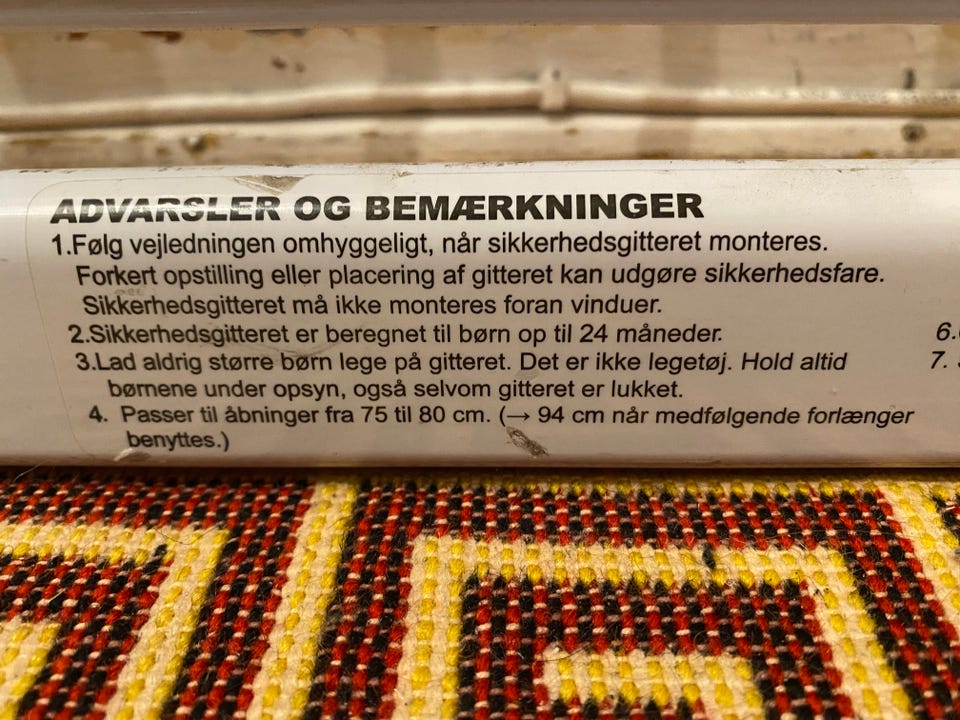 ADVARSLER OG BEMÆRKNINGER
1.Følg vejledningen omhyggeligt, når sikkerhedsgitteret monteres.
Forkert opstilling eller placering af gitteret kan udgøre sikkerhedsfare.
Sikkerhedsgitteret må ikke monteres foran vinduer.
2.Sikkerhedsgitteret er beregnet til børn op til 24 måneder.
3.Lad aldrig større børn lege på gitteret. Det er ikke legetøj. Hold altid
børnene under opsyn, også selvom gitteret er lukket.
4. Passer til åbninger fra 75 til 80 cm. (→ 94 cm når medfølgende forlænger
benyttes.)
6.
7.